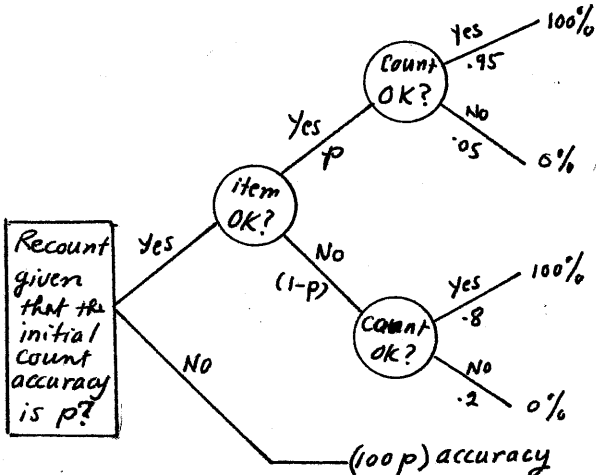 Recount
given
that the
initial
count
accuracy
is p?
Yes
No
item
OK?
Yes
p
No
(1-p)
Count
OK?
Yes
.95
100%
No
.05
0%
Count
OK?
Yes
.8
100%
No
.2
0%
(100p) accuracy